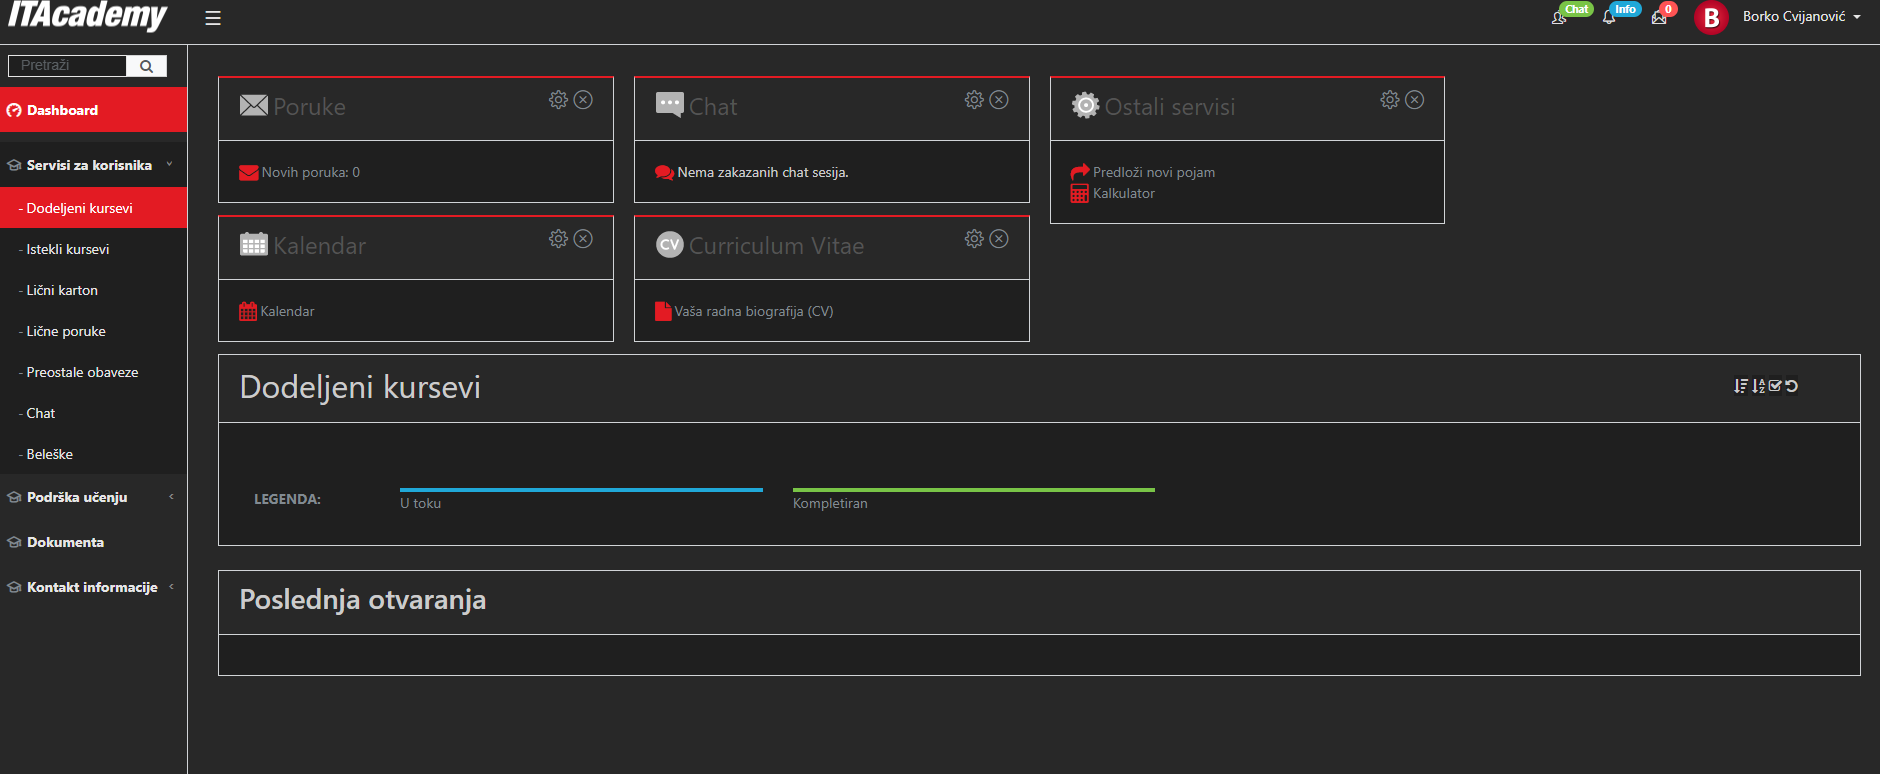 ITAcademy
Chat
Info
0
B
Borko Cvijanović
Pretraži
Dashboard
Servisi za korisnika
- Dodeljeni kursevi
- Istekli kursevi
- Lični karton
- Lične poruke
- Preostale obaveze
- Chat
- Beleške
Podrška učenju
Dokumenta
Kontakt informacije
Poruke
Novih poruka: 0
Chat
Nema zakazanih chat sesija.
Ostali servisi
Predloži novi pojam
Kalkulator
Kalendar
Kalendar
CV
Curriculum Vitae
Vaša radna biografija (CV)
Dodeljeni kursevi
LEGENDA:
U toku
Kompletiran
Poslednja otvaranja